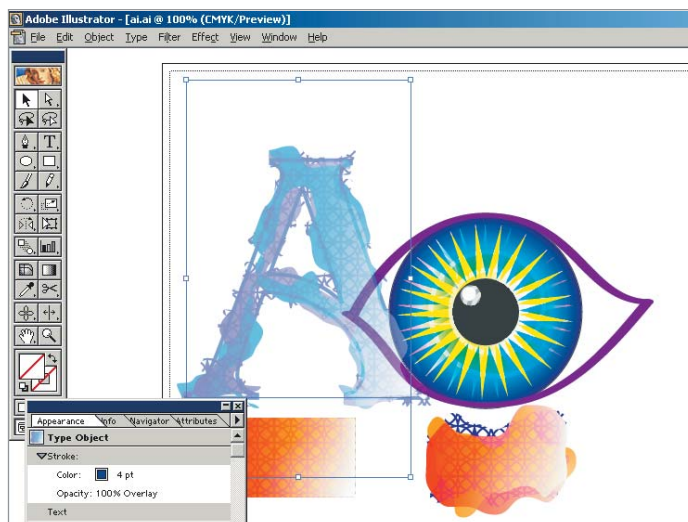 Adobe Illustrator - [ai.ai @ 100% (CMYK/Preview)]
File Edit Object Type Filter Effect View Window Help
T
A
Appearance Info Navigator Attributes
Type Object
Stroke:
Color: 4 pt
Opacity: 100% Overlay
Text